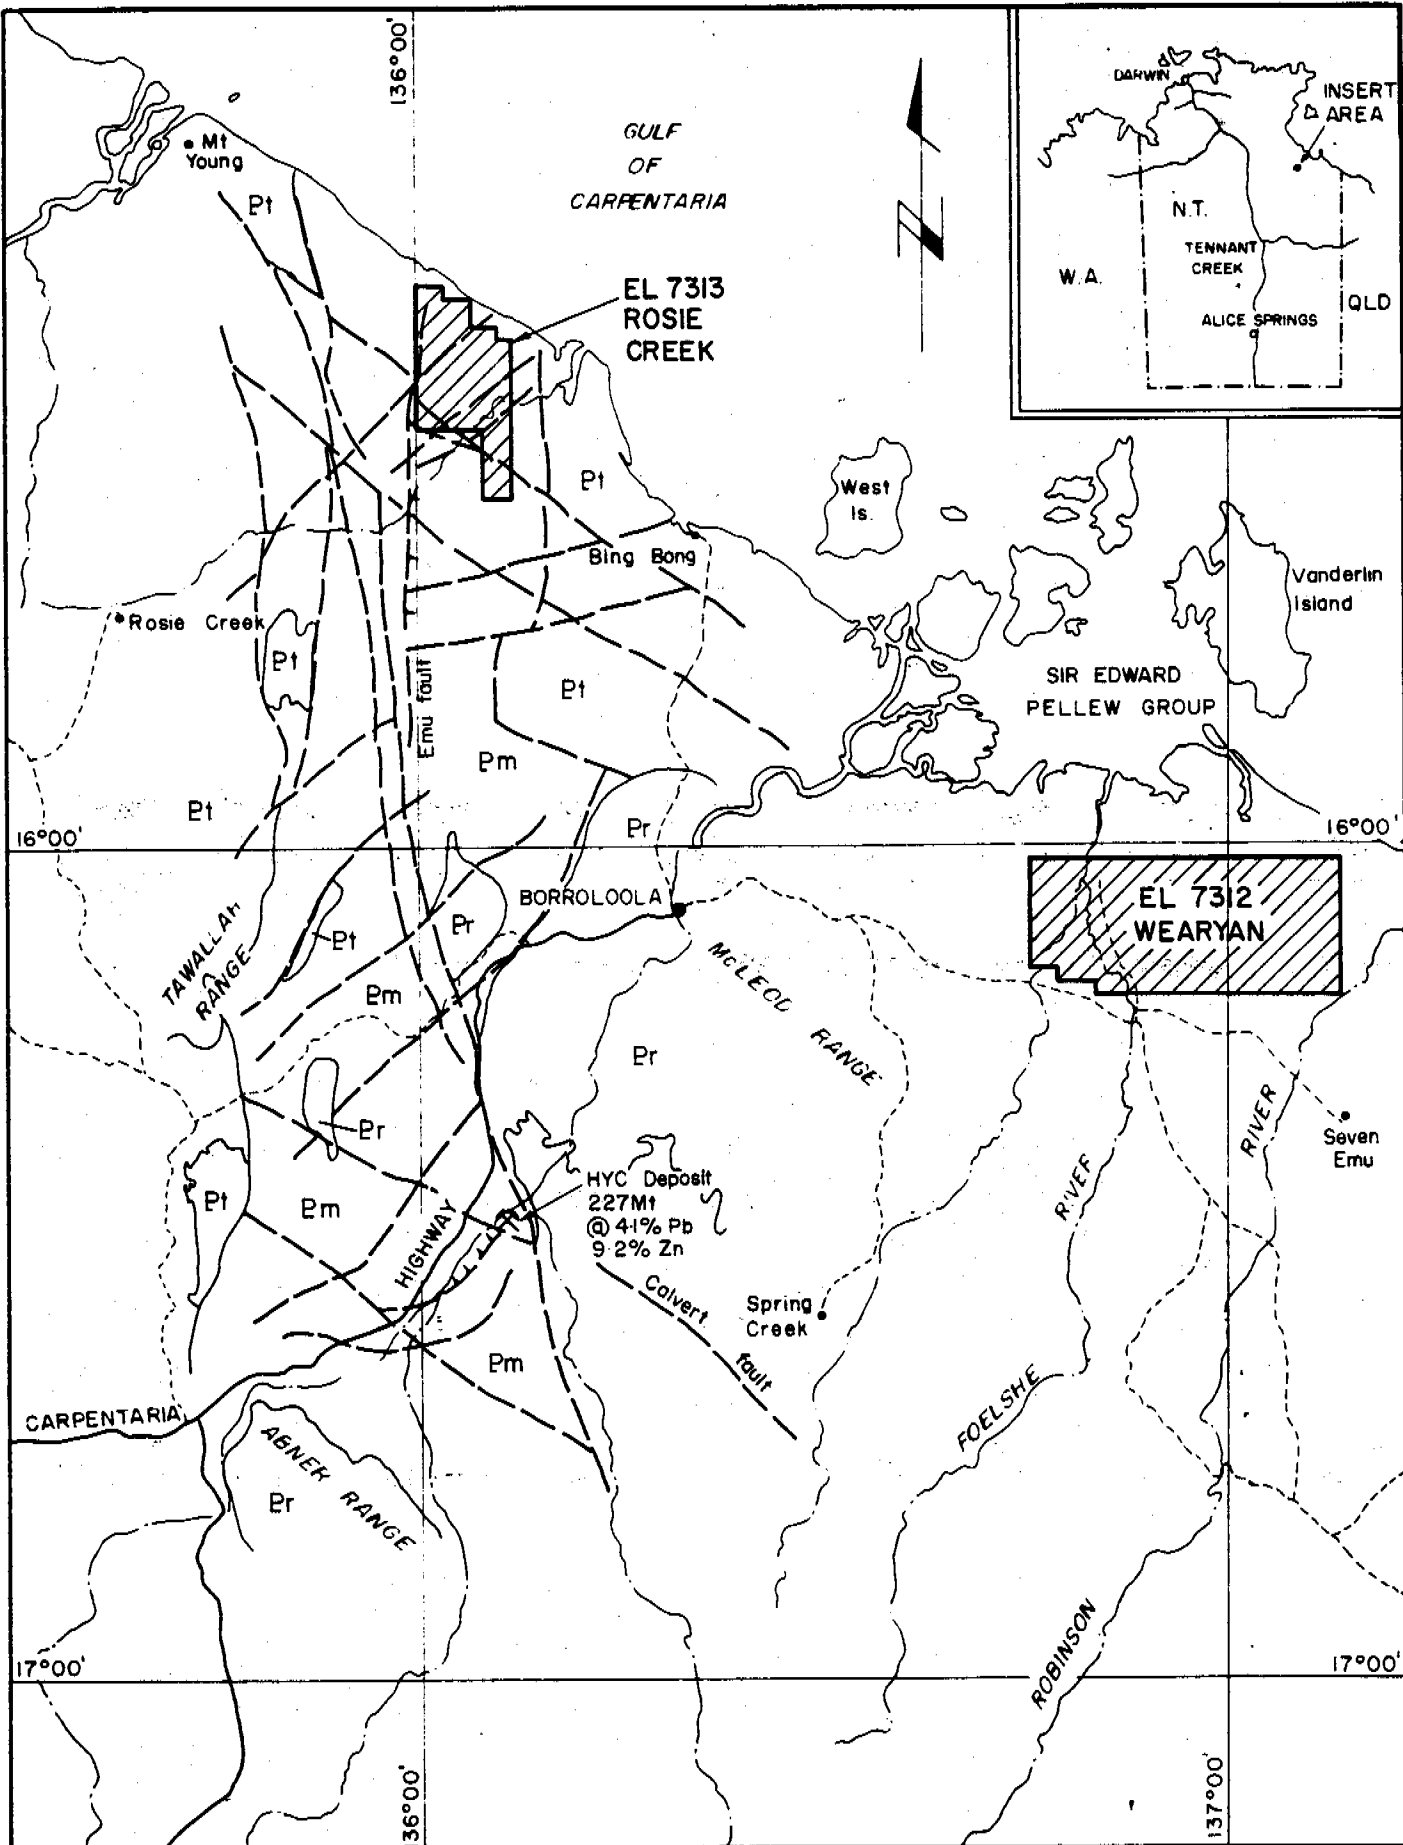 136°00'
Mt
Young
GULF
OF
CARPENTARIA
N
DARWIN
INSERT
AREA
N.T.
W.A.
TENNANT
CREEK
ALICE SPRINGS
QLD
Pt
EL 7313
ROSIE
CREEK
Pt
West
Is.
Bing Bong
Vanderlin
Island
Rosie Creek
Pt
Emu fault
Pt
SIR EDWARD
PELLEW GROUP
Pm
Pt
Pr
16°00'
16°00'
BORROLOOLA
EL 7312
WEARYAN
TAWALLAH
RANGE
Pt
Pr
Pm
McLEOD RANGE
Pr
Pr
RIVER
RIVER
Seven
Emu
HYC Deposit
227Mt
@ 4·1% Pb
9·2% Zn
Pt
Pm
HIGHWAY
Calvert
fault
Spring
Creek
Pm
FOELSHE
CARPENTARIA
ABNER RANGE
Pr
ROBINSON
17°00'
17°00'
36°00'
137°00'